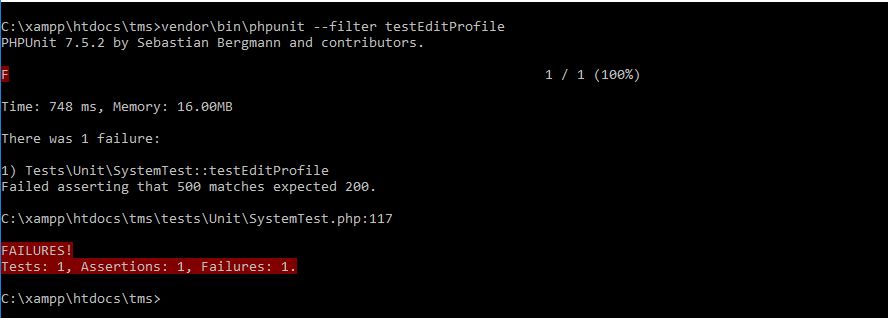 C:\xampp\htdocs\tms>vendor\bin\phpunit --filter testEditProfile
PHPUnit 7.5.2 by Sebastian Bergmann and contributors.
F 1 / 1 (100%)
Time: 748 ms, Memory: 16.00MB
There was 1 failure:
1) Tests\Unit\SystemTest::testEditProfile
Failed asserting that 500 matches expected 200.
C:\xampp\htdocs\tms\tests\Unit\SystemTest.php:117
FAILURES!
Tests: 1, Assertions: 1, Failures: 1.
C:\xampp\htdocs\tms>